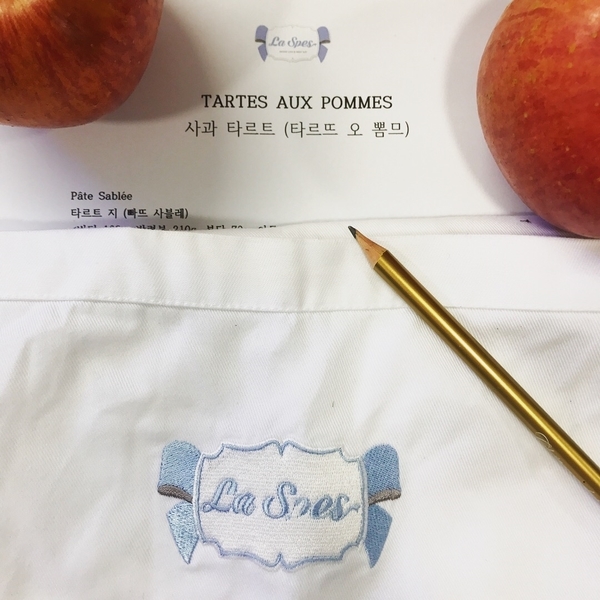 La Spes
TARTES AUX POMMES
사과 타르트 (타르뜨 오 뽐므)
Pâte Sablée
타르트 지 (빠뜨 사블레)
La Spes